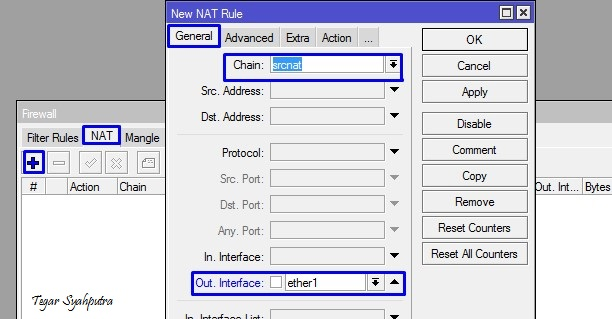 New NAT Rule
General Advanced Extra Action ...
OK
Chain: srcnat
Cancel
Src. Address:
Apply
Dst. Address:
Firewall
Disable
Filter Rules NAT Mangle
Protocol:
Comment
Src. Port:
Copy
# Action Chain
Dst. Port:
Out. Int... Bytes
Remove
Any. Port:
Reset Counters
In. Interface:
Reset All Counters
Out. Interface: ether1
Tegar Syahputra
In. Interface List: